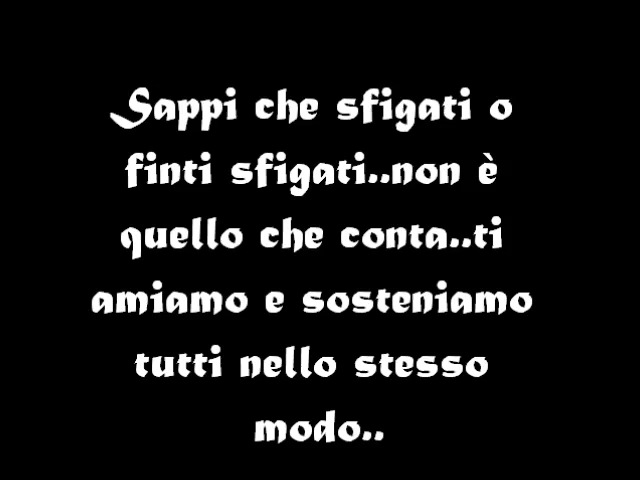 Sappi che sfigati o
finti sfigati..non è
quello che conta..ti
amiamo e sosteniamo
tutti nello stesso
modo..